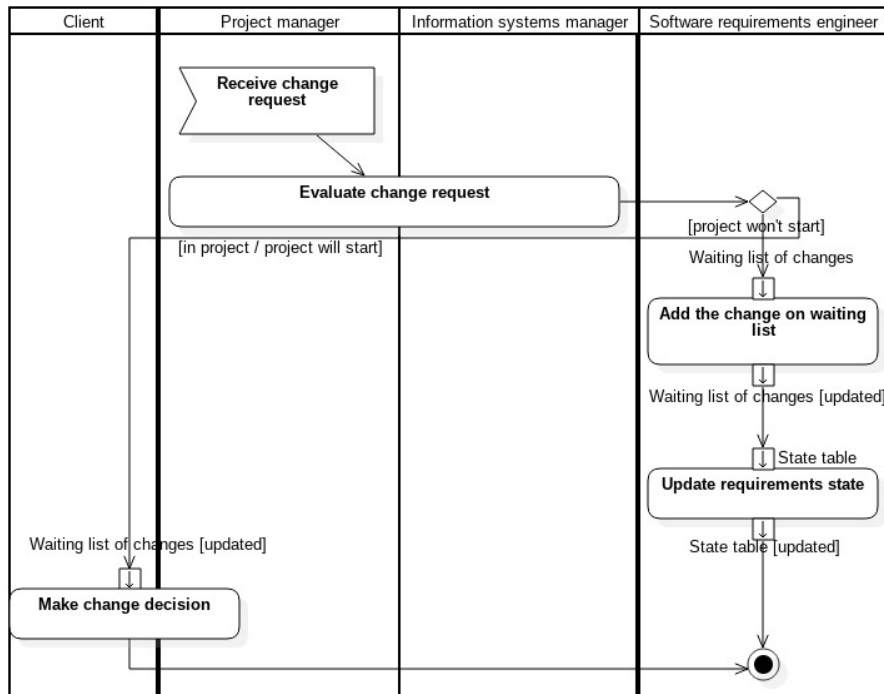 Client
Project manager
Information systems manager
Software requirements engineer
Receive change
request
Evaluate change request
[project won't start]
[in project / project will start]
Waiting list of changes
Add the change on waiting
list
Waiting list of changes [updated]
State table
Update requirements state
State table [updated]
Waiting list of changes [updated]
Make change decision